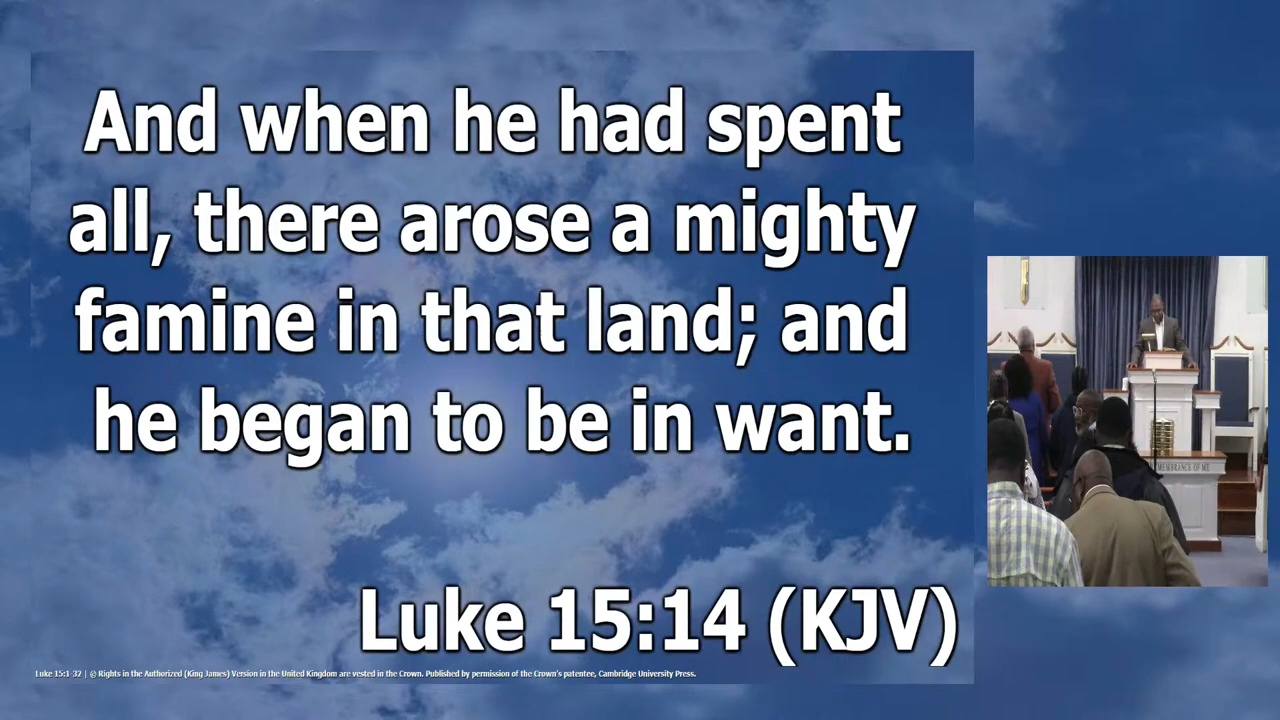 And when he had spent
all, there arose a mighty
famine in that land; and
he began to be in want.
Luke 15:14 (KJV)
Luke 15:1-32 | © Rights in the Authorized (King James) Version in the United Kingdom are vested in the Crown. Published by permission of the Crown's patentee, Cambridge University Press.
MEMBRANCE OF ME